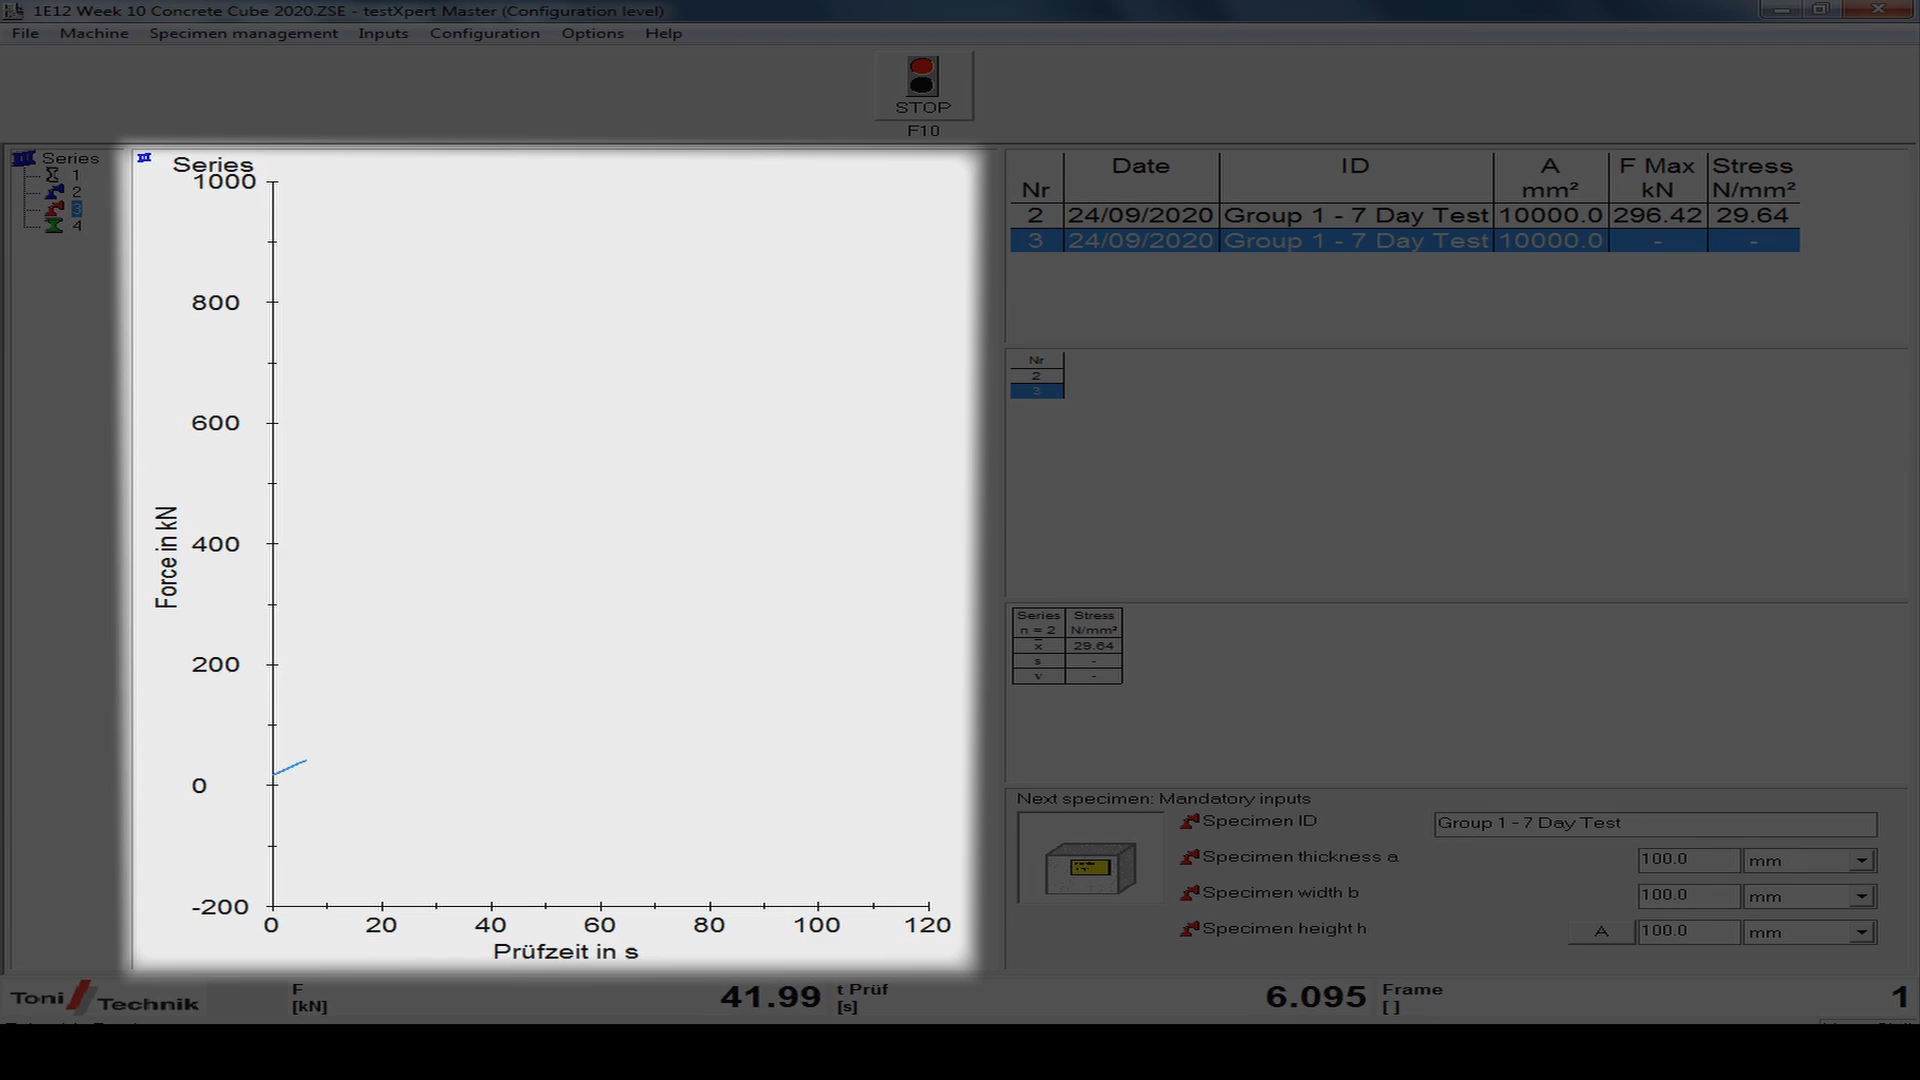 1E12 Week 10 Concrete Cube 2020.ZSE - testXpert Master (Configuration level)
File Machine Specimen management Inputs Configuration Options Help
STOP
F10
Series
1
2
3
4
Series
1000
800
600
400
200
0
-200
Force in kN
0 20 40 60 80 100 120
Prüfzeit in s
Nr Date ID A mm² F Max kN Stress N/mm²
2 24/09/2020 Group 1 - 7 Day Test 10000.0 296.42 29.64
3 24/09/2020 Group 1 - 7 Day Test 10000.0 - -
Nr
2
3
Series Stress
n = 2 N/mm²
x̄ 29.64
s -
v -
Next specimen: Mandatory inputs
Specimen ID Group 1 - 7 Day Test
Specimen thickness a 100.0 mm
Specimen width b 100.0 mm
Specimen height h A 100.0 mm
Toni Technik F [kN] 41.99 t Prüf [s] 6.095 Frame [ ] 1